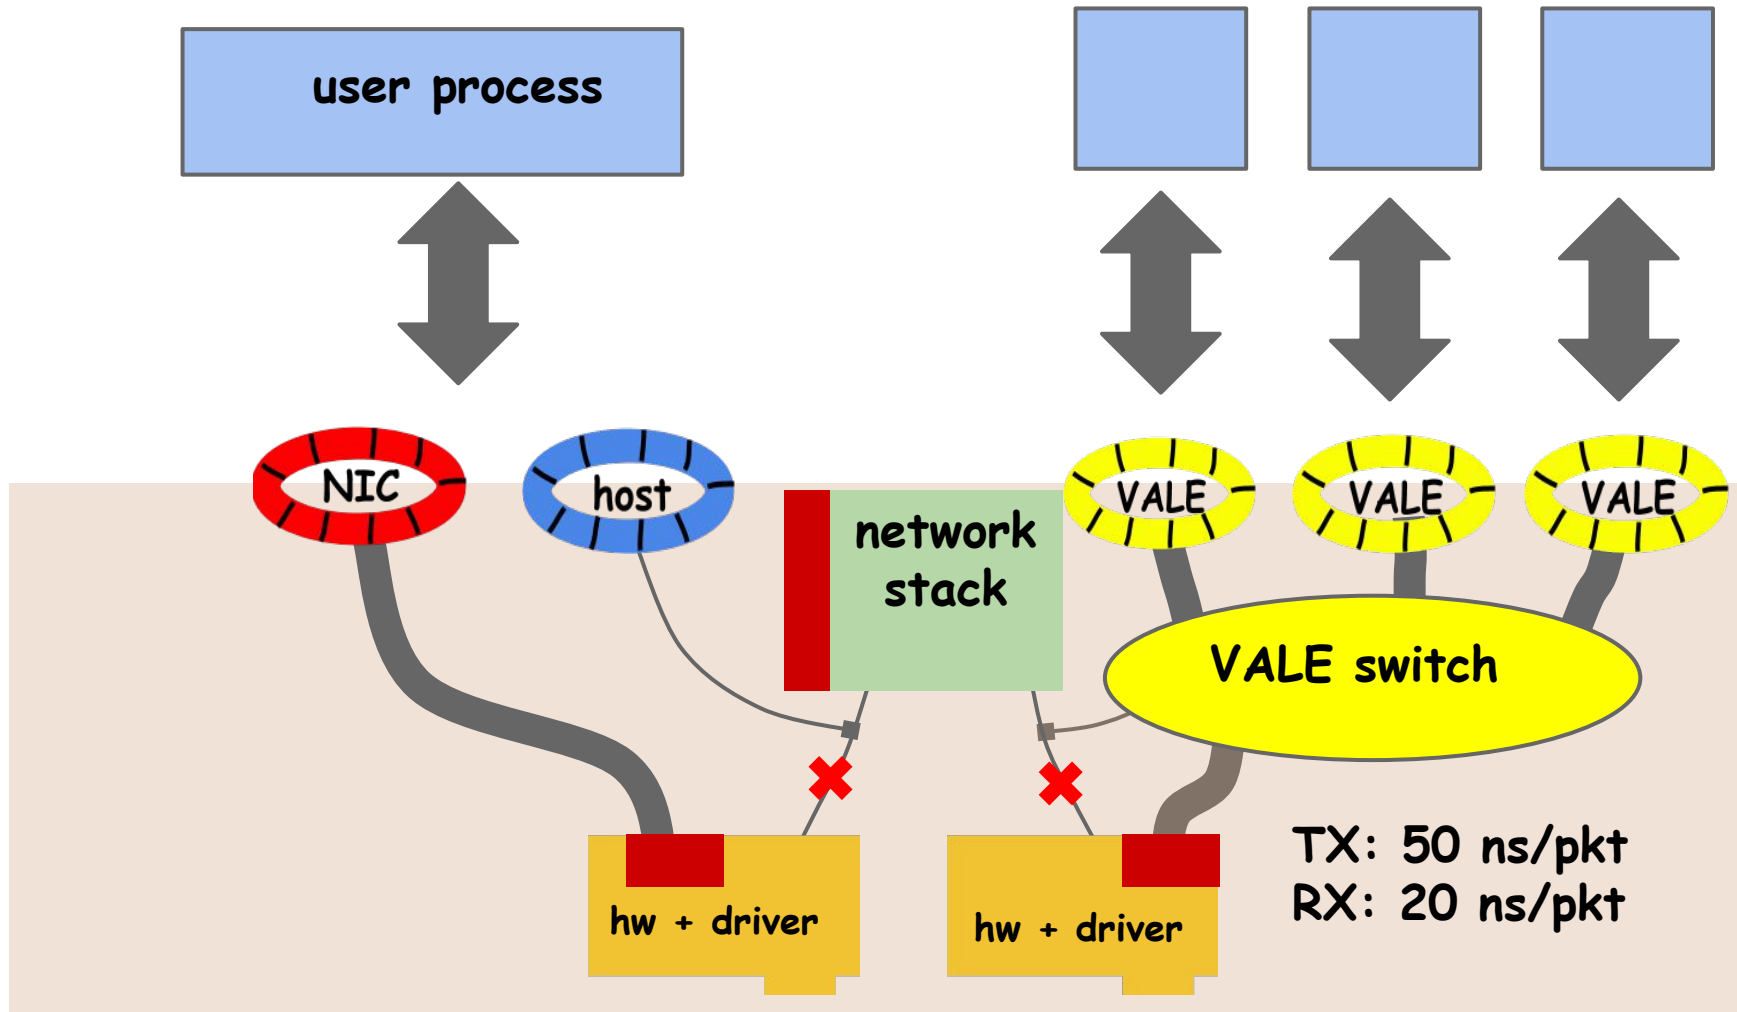 user process
NIC
host
network
stack
VALE
VALE
VALE
VALE switch
hw + driver
hw + driver
TX: 50 ns/pkt
RX: 20 ns/pkt